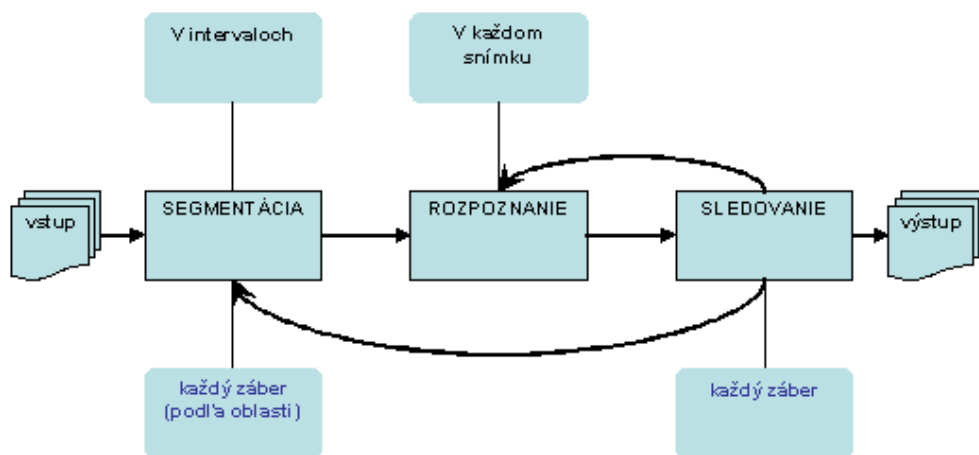 V intervaloch
V každom
snímku
vstup
SEGMENTÁCIA
ROZPOZNANIE
SLEDOVANIE
výstup
každý záber
(podľa oblasti)
každý záber